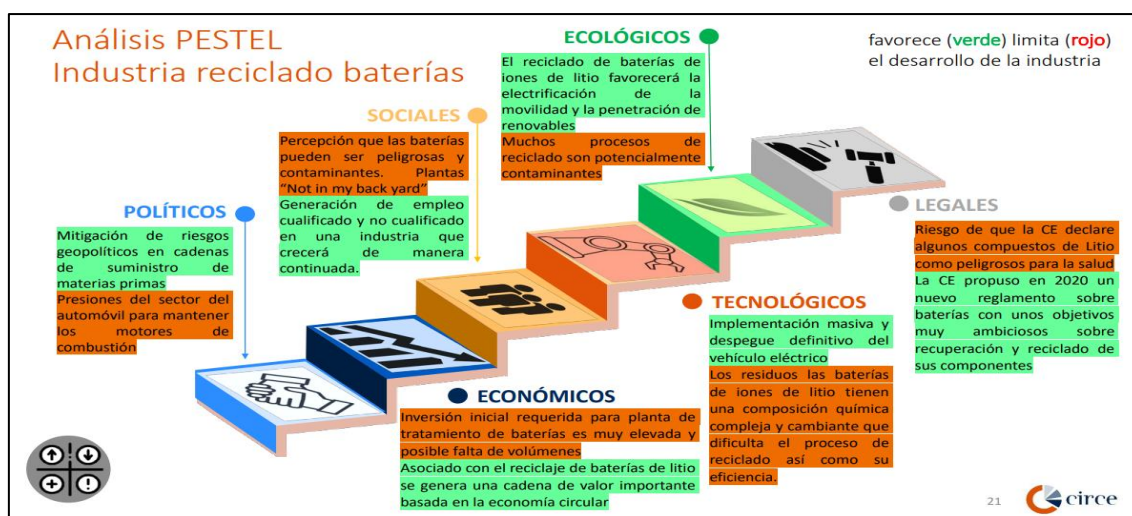 Análisis PESTEL
Industria reciclado baterías
favorece (verde) limita (rojo)
el desarrollo de la industria
POLÍTICOS
Mitigación de riesgos
geopolíticos en cadenas
de suministro de
materias primas
Presiones del sector del
automóvil para mantener
los motores de
combustión
ECONÓMICOS
Inversión inicial requerida para planta de
tratamiento de baterías es muy elevada y
posible falta de volúmenes
Asociado con el reciclaje de baterías de litio
se genera una cadena de valor importante
basada en la economía circular
SOCIALES
Percepción que las baterías
pueden ser peligrosas y
contaminantes. Plantas
“Not in my back yard”
Generación de empleo
cualificado y no cualificado
en una industria que
crecerá de manera
continuada.
TECNOLÓGICOS
Implementación masiva y
despegue definitivo del
vehículo eléctrico
Los residuos las baterías
de iones de litio tienen
una composición química
compleja y cambiante que
dificulta el proceso de
reciclado así como su
eficiencia.
ECOLÓGICOS
El reciclado de baterías de
iones de litio favorecerá la
electrificación de la
movilidad y la penetración de
renovables
Muchos procesos de
reciclado son potencialmente
contaminantes
LEGALES
Riesgo de que la CE declare
algunos compuestos de Litio
como peligrosos para la salud
La CE propuso en 2020 un
nuevo reglamento sobre
baterías con unos objetivos
muy ambiciosos sobre
recuperación y reciclado de
sus componentes
21
circe